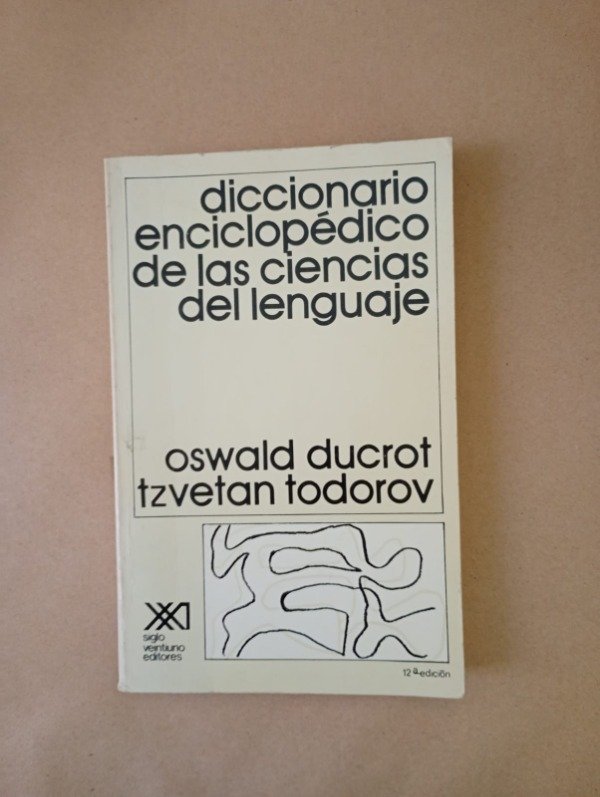 diccionario
enciclopédico
de las ciencias
del lenguaje
oswald ducrot
tzvetan todorov
siglo
veintiuno
editores
12ª edición